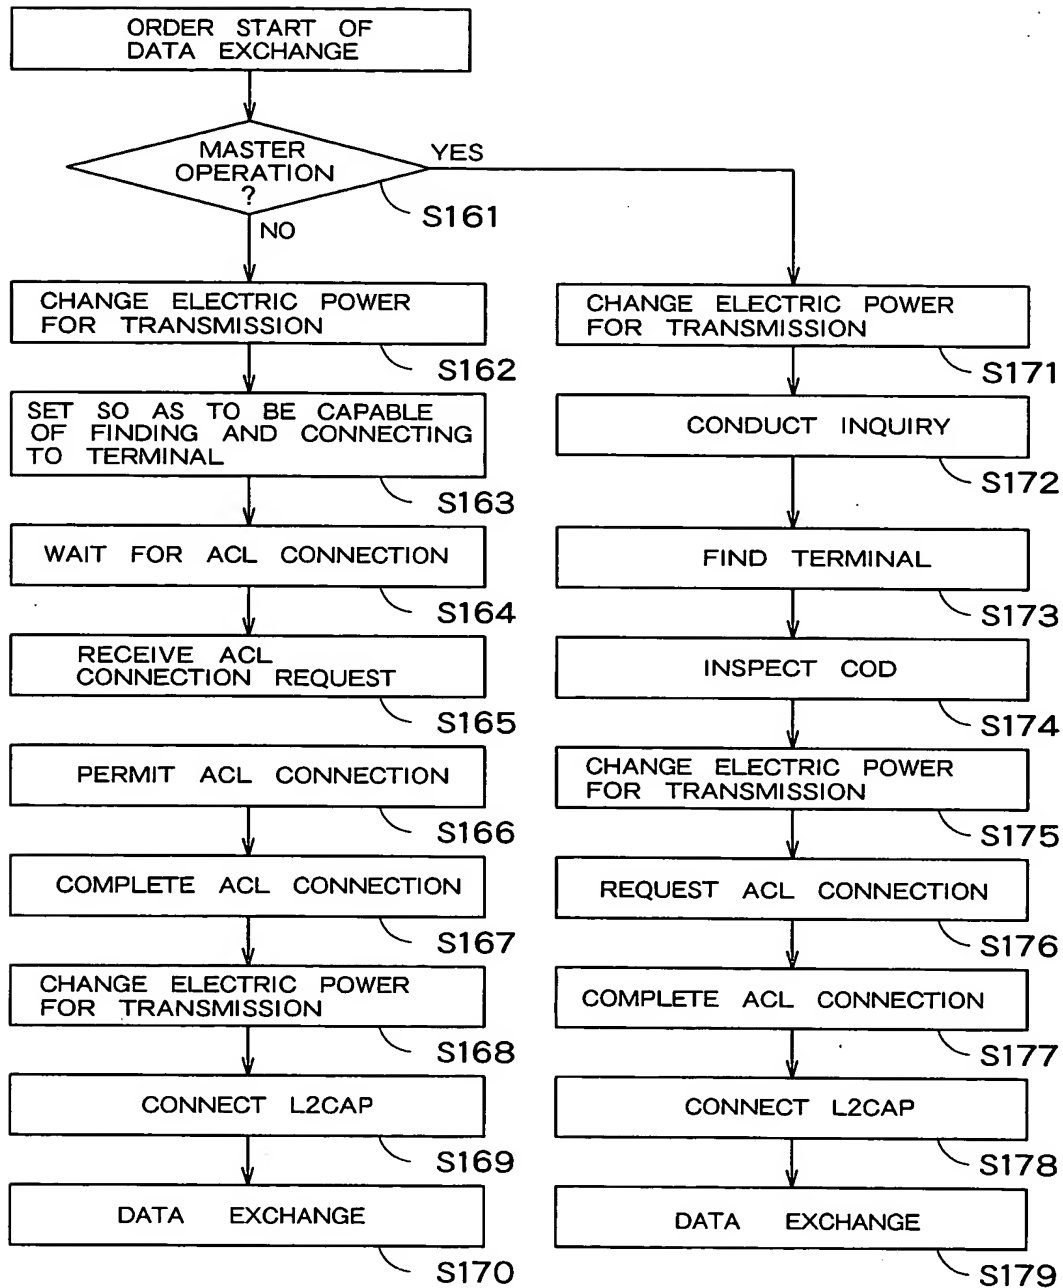 ORDER START OF
DATA EXCHANGE
MASTER
OPERATION
?
YES
S161
NO
CHANGE ELECTRIC POWER
FOR TRANSMISSION
S162
SET SO AS TO BE CAPABLE
OF FINDING AND CONNECTING
TO TERMINAL
S163
WAIT FOR ACL CONNECTION
S164
RECEIVE ACL
CONNECTION REQUEST
S165
PERMIT ACL CONNECTION
S166
COMPLETE ACL CONNECTION
S167
CHANGE ELECTRIC POWER
FOR TRANSMISSION
S168
CONNECT L2CAP
S169
DATA EXCHANGE
S170
CHANGE ELECTRIC POWER
FOR TRANSMISSION
S171
CONDUCT INQUIRY
S172
FIND TERMINAL
S173
INSPECT COD
S174
CHANGE ELECTRIC POWER
FOR TRANSMISSION
S175
REQUEST ACL CONNECTION
S176
COMPLETE ACL CONNECTION
S177
CONNECT L2CAP
S178
DATA EXCHANGE
S179